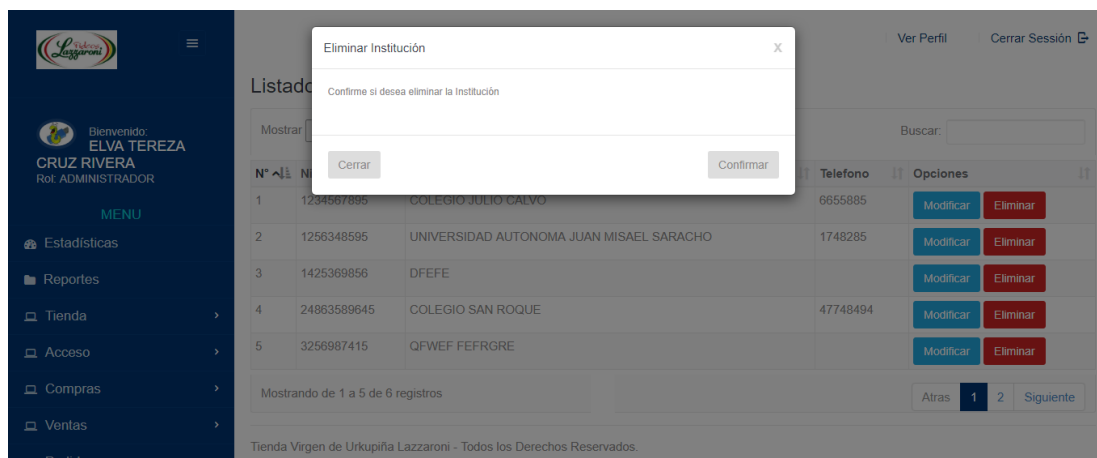 Fideos
Lazzaroni
Ver Perfil
Cerrar Sessión
Eliminar Institución
X
Confirme si desea eliminar la Institución
Cerrar
Confirmar
Bienvenido:
ELVA TEREZA
CRUZ RIVERA
Rol: ADMINISTRADOR
MENU
Estadísticas
Reportes
Tienda
Acceso
Compras
Ventas
Listado
Mostrar
Buscar:
N° Ni Telefono Opciones
1 1234567895 COLEGIO JULIO CALVO 6655885 Modificar Eliminar
2 1256348595 UNIVERSIDAD AUTONOMA JUAN MISAEL SARACHO 1748285 Modificar Eliminar
3 1425369856 DFEFE Modificar Eliminar
4 24863589645 COLEGIO SAN ROQUE 47748494 Modificar Eliminar
5 3256987415 QFWEF FEFRGRE Modificar Eliminar
Mostrando de 1 a 5 de 6 registros
Atras 1 2 Siguiente
Tienda Virgen de Urkupiña Lazzaroni - Todos los Derechos Reservados.